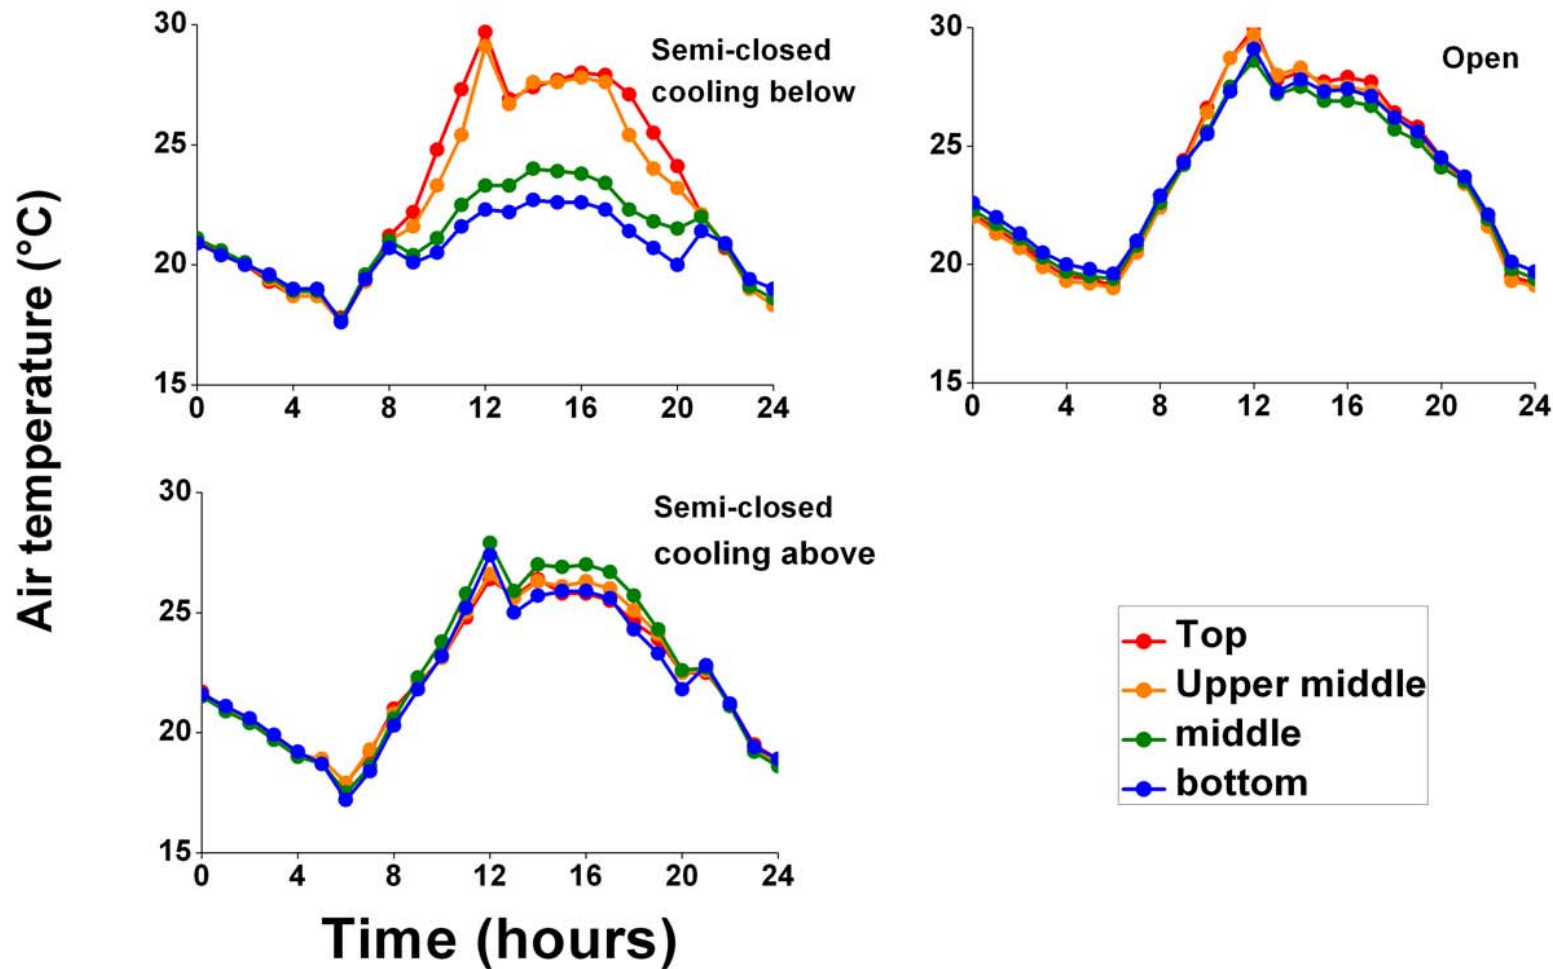 Air temperature (°C)
30
25
20
15
0 4 8 12 16 20 24
Semi-closed
cooling below
30
25
20
15
0 4 8 12 16 20 24
Open
30
25
20
15
0 4 8 12 16 20 24
Semi-closed
cooling above
Top
Upper middle
middle
bottom
Time (hours)